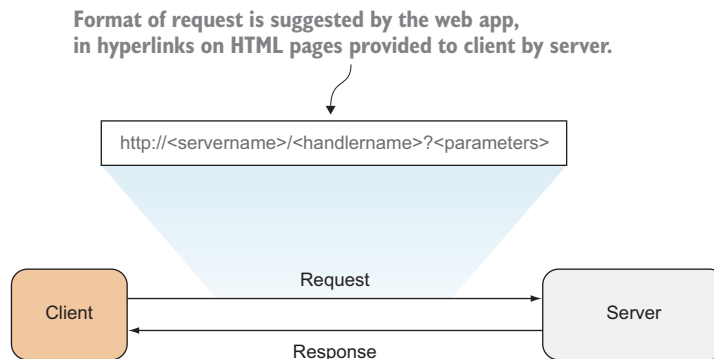 Format of request is suggested by the web app,
in hyperlinks on HTML pages provided to client by server.
http://<servername>/<handlername>?<parameters>
Request
Client
Server
Response